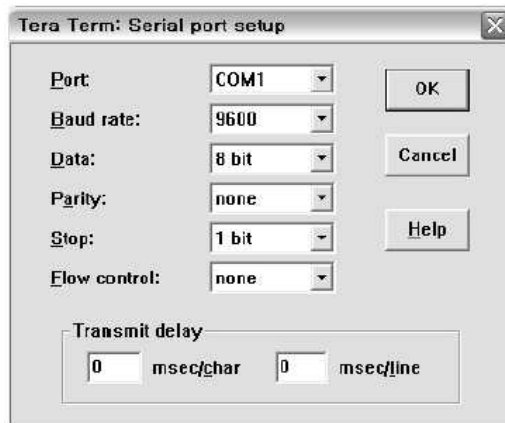 Tera Term: Serial port setup
Port: COM1
OK
Baud rate: 9600
Data: 8 bit
Cancel
Parity: none
Stop: 1 bit
Help
Flow control: none
Transmit delay
0 msec/char 0 msec/line